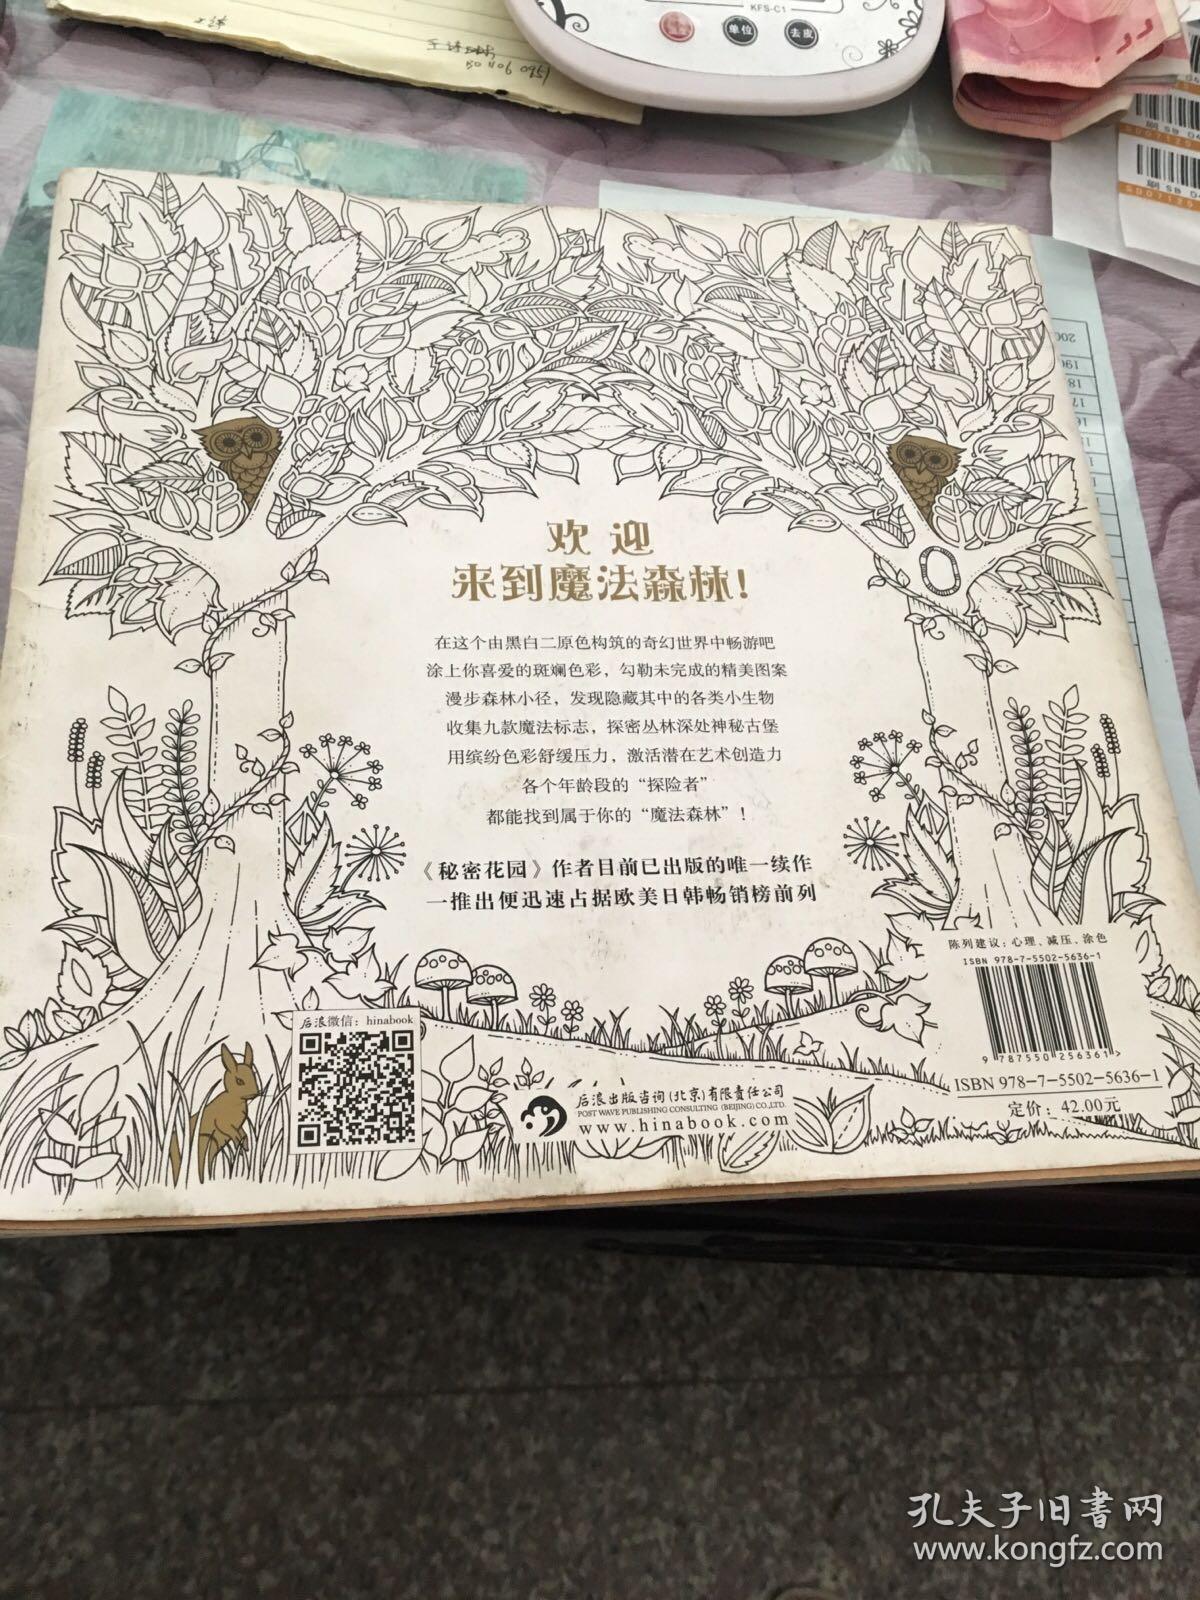 KFS-C1
单位
去皮
欢迎
来到魔法森林！
在这个由黑白二原色构筑的奇幻世界中畅游吧
涂上你喜爱的斑斓色彩，勾勒未完成的精美图案
漫步森林小径，发现隐藏其中的各类小生物
收集九款魔法标志，探密丛林深处神秘古堡
用缤纷色彩舒缓压力，激活潜在艺术创造力
各个年龄段的“探险者”
都能找到属于你的“魔法森林”！
《秘密花园》作者目前已出版的唯一续作
一推出便迅速占据欧美日韩畅销榜前列
陈列建议：心理、减压、涂色
ISBN 978-7-5502-5636-1
9 787550 256361 >
ISBN 978-7-5502-5636-1
定价：42.00元
后浪微信：hinabook
后浪出版咨询(北京)有限责任公司
POST WAVE PUBLISHING CONSULTING (BEIJING) CO.,LTD.
www.hinabook.com
孔夫子旧书网
www.kongfz.com